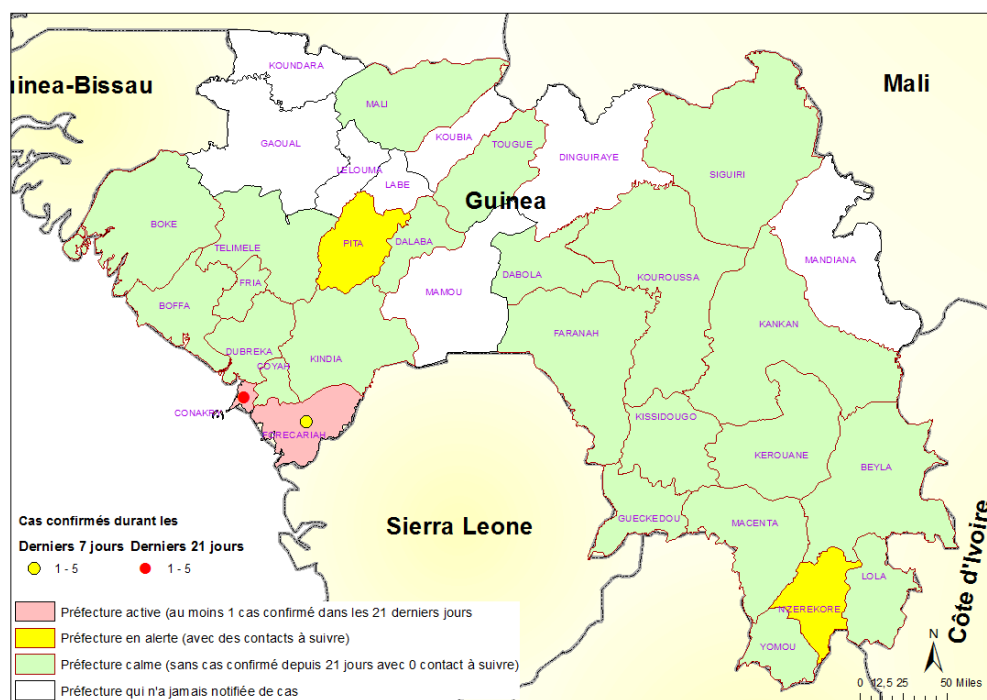 KOUNDARA
uinea-Bissau
Mali
MALI
GAOUAL
KOUBIA
TOUGUE
DINGUIRAYE
LELOUMA
SIGUIRI
LABE
Guinea
BOKE
PITA
DALABA
TELIMELE
MANDIANA
DABOLA
KOUROUSSA
FRIA
MAMOU
BOFFA
KANKAN
FARANAH
DUBREKA
KINDIA
COYAH
CONAKRY
KISSIDOUGO
FORECARIAH
KEROUANE
BEYLA
GUECKEDOU
MACENTA
Sierra Leone
Côte d'Ivoire
LOLA
NZEREKORE
YOMOU
Cas confirmés durant les
Derniers 7 jours Derniers 21 jours
1 - 5 1 - 5
Préfecture active (au moins 1 cas confirmé dans les 21 derniers jours
Préfecture en alerte (avec des contacts à suivre)
Préfecture calme (sans cas confirmé depuis 21 jours avec 0 contact à suivre)
Préfecture qui n'a jamais notifiée de cas
N
0 12,5 25 50 Miles